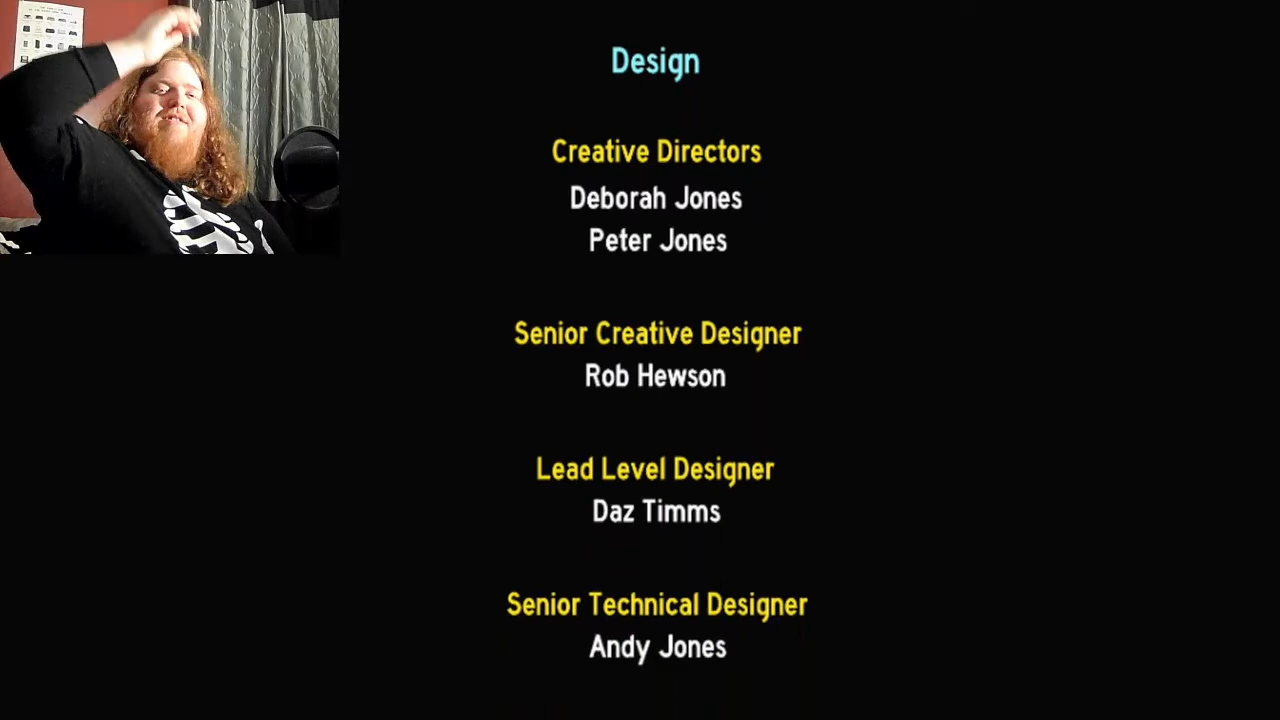 Design
Creative Directors
Deborah Jones
Peter Jones
Senior Creative Designer
Rob Hewson
Lead Level Designer
Daz Timms
Senior Technical Designer
Andy Jones